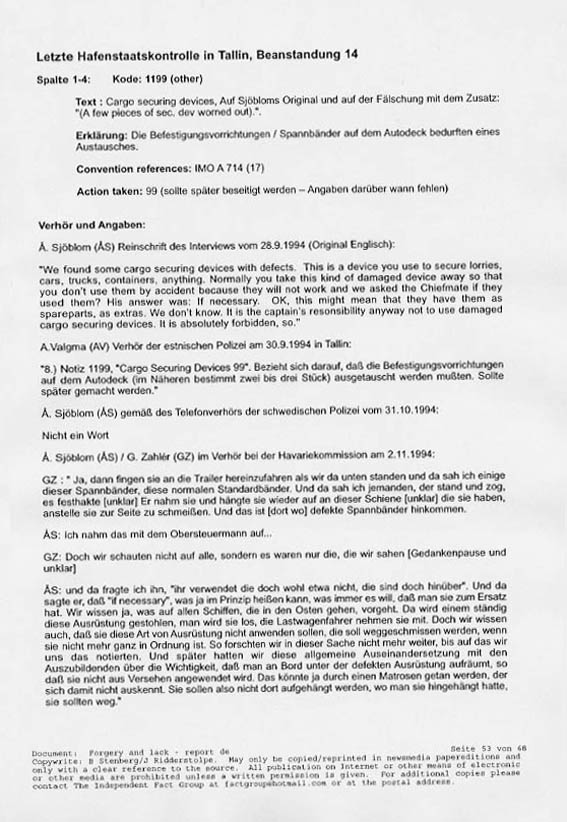 Letzte Hafenstaatskontrolle in Tallin, Beanstandung 14
Spalte 1-4: Kode: 1199 (other)
Text : Cargo securing devices, Auf Sjöbloms Original und auf der Fälschung mit dem Zusatz:
"(A few pieces of sec. dev worned out).".
Erklärung: Die Befestigungsvorrichtungen / Spannbänder auf dem Autodeck bedurften eines
Austausches.
Convention references: IMO A 714 (17)
Action taken: 99 (sollte später beseitigt werden – Angaben darüber wann fehlen)
Verhör und Angaben:
Å. Sjöblom (ÅS) Reinschrift des Interviews vom 28.9.1994 (Original Englisch):
"We found some cargo securing devices with defects. This is a device you use to secure lorries,
cars, trucks, containers, anything. Normally you take this kind of damaged device away so that
you don't use them by accident because they will not work and we asked the Chiefmate if they
used them? His answer was: If necessary. OK, this might mean that they have them as
spareparts, as extras. We don't know. It is the captain's resonsibility anyway not to use damaged
cargo securing devices. It is absolutely forbidden, so."
A.Valgma (AV) Verhör der estnischen Polizei am 30.9.1994 in Tallin:
"8.) Notiz 1199, "Cargo Securing Devices 99". Bezieht sich darauf, daß die Befestigungsvorrichtungen
auf dem Autodeck (im Näheren bestimmt zwei bis drei Stück) ausgetauscht werden mußten. Sollte
später gemacht werden."
Å. Sjöblom (ÅS) gemäß des Telefonverhörs der schwedischen Polizei vom 31.10.1994:
Nicht ein Wort
Å. Sjöblom (ÅS) / G. Zahlér (GZ) im Verhör bei der Havariekommission am 2.11.1994:
GZ : " Ja, dann fingen sie an die Trailer hereinzufahren als wir da unten standen und da sah ich einige
dieser Spannbänder, diese normalen Standardbänder. Und da sah ich jemanden, der stand und zog,
es festhakte [unklar] Er nahm sie und hängte sie wieder auf an dieser Schiene [unklar] die sie haben,
anstelle sie zur Seite zu schmeißen. Und das ist [dort wo] defekte Spannbänder hinkommen.
ÅS: Ich nahm das mit dem Obersteuermann auf...
GZ: Doch wir schauten nicht auf alle, sondern es waren nur die, die wir sahen [Gedankenpause und
unklar]
ÅS: und da fragte ich ihn, "ihr verwendet die doch wohl etwa nicht, die sind doch hinüber". Und da
sagte er, daß "if necessary", was ja im Prinzip heißen kann, was immer es will, daß man sie zum Ersatz
hat. Wir wissen ja, was auf allen Schiffen, die in den Osten gehen, vorgeht. Da wird einem ständig
diese Ausrüstung gestohlen, man wird sie los, die Lastwagenfahrer nehmen sie mit. Doch wir wissen
auch, daß sie diese Art von Ausrüstung nicht anwenden sollen, die soll weggeschmissen werden, wenn
sie nicht mehr ganz in Ordnung ist. So forschten wir in dieser Sache nicht mehr weiter, bis auf das wir
uns das notierten. Und später hatten wir diese allgemeine Auseinandersetzung mit den
Auszubildenden über die Wichtigkeit, daß man an Bord unter der defekten Ausrüstung aufräumt, so
daß sie nicht aus Versehen angewendet wird. Das könnte ja durch einen Matrosen getan werden, der
sich damit nicht auskennt. Sie sollen also nicht dort aufgehängt werden, wo man sie hingehängt hatte,
sie sollten weg."
Document: Forgery and lack - report de Seite 53 von 68
Copywrite: B Stenberg/J Ridderstolpe. May only be copied/reprinted in newsmedia papereditions and
only with a clear reference to the source. All publication on Internet or other means of electronic
or other media are prohibited unless a written permission is given. For additional copies please
contact The Independent Fact Group at factgroup@hotmail.com or at the postal address.